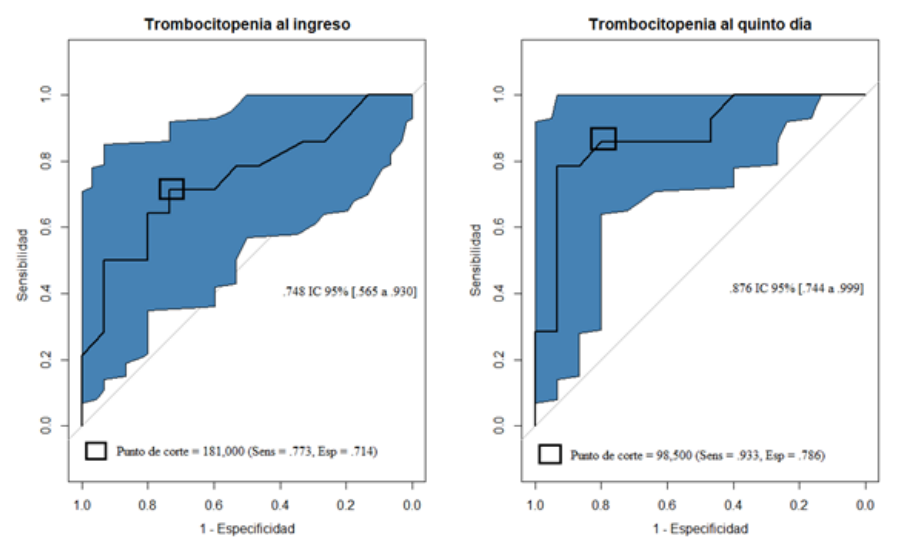 Trombocitopenia al ingreso
Sensibilidad
1.0
0.8
0.6
0.4
0.2
0.0
.748 IC 95% [.565 a .930]
Punto de corte = 181,000 (Sens = .773, Esp = .714)
1.0 0.8 0.6 0.4 0.2 0.0
1 - Especificidad
Trombocitopenia al quinto día
Sensibilidad
1.0
0.8
0.6
0.4
0.2
0.0
.876 IC 95% [.744 a .999]
Punto de corte = 98,500 (Sens = .933, Esp = .786)
1.0 0.8 0.6 0.4 0.2 0.0
1 - Especificidad